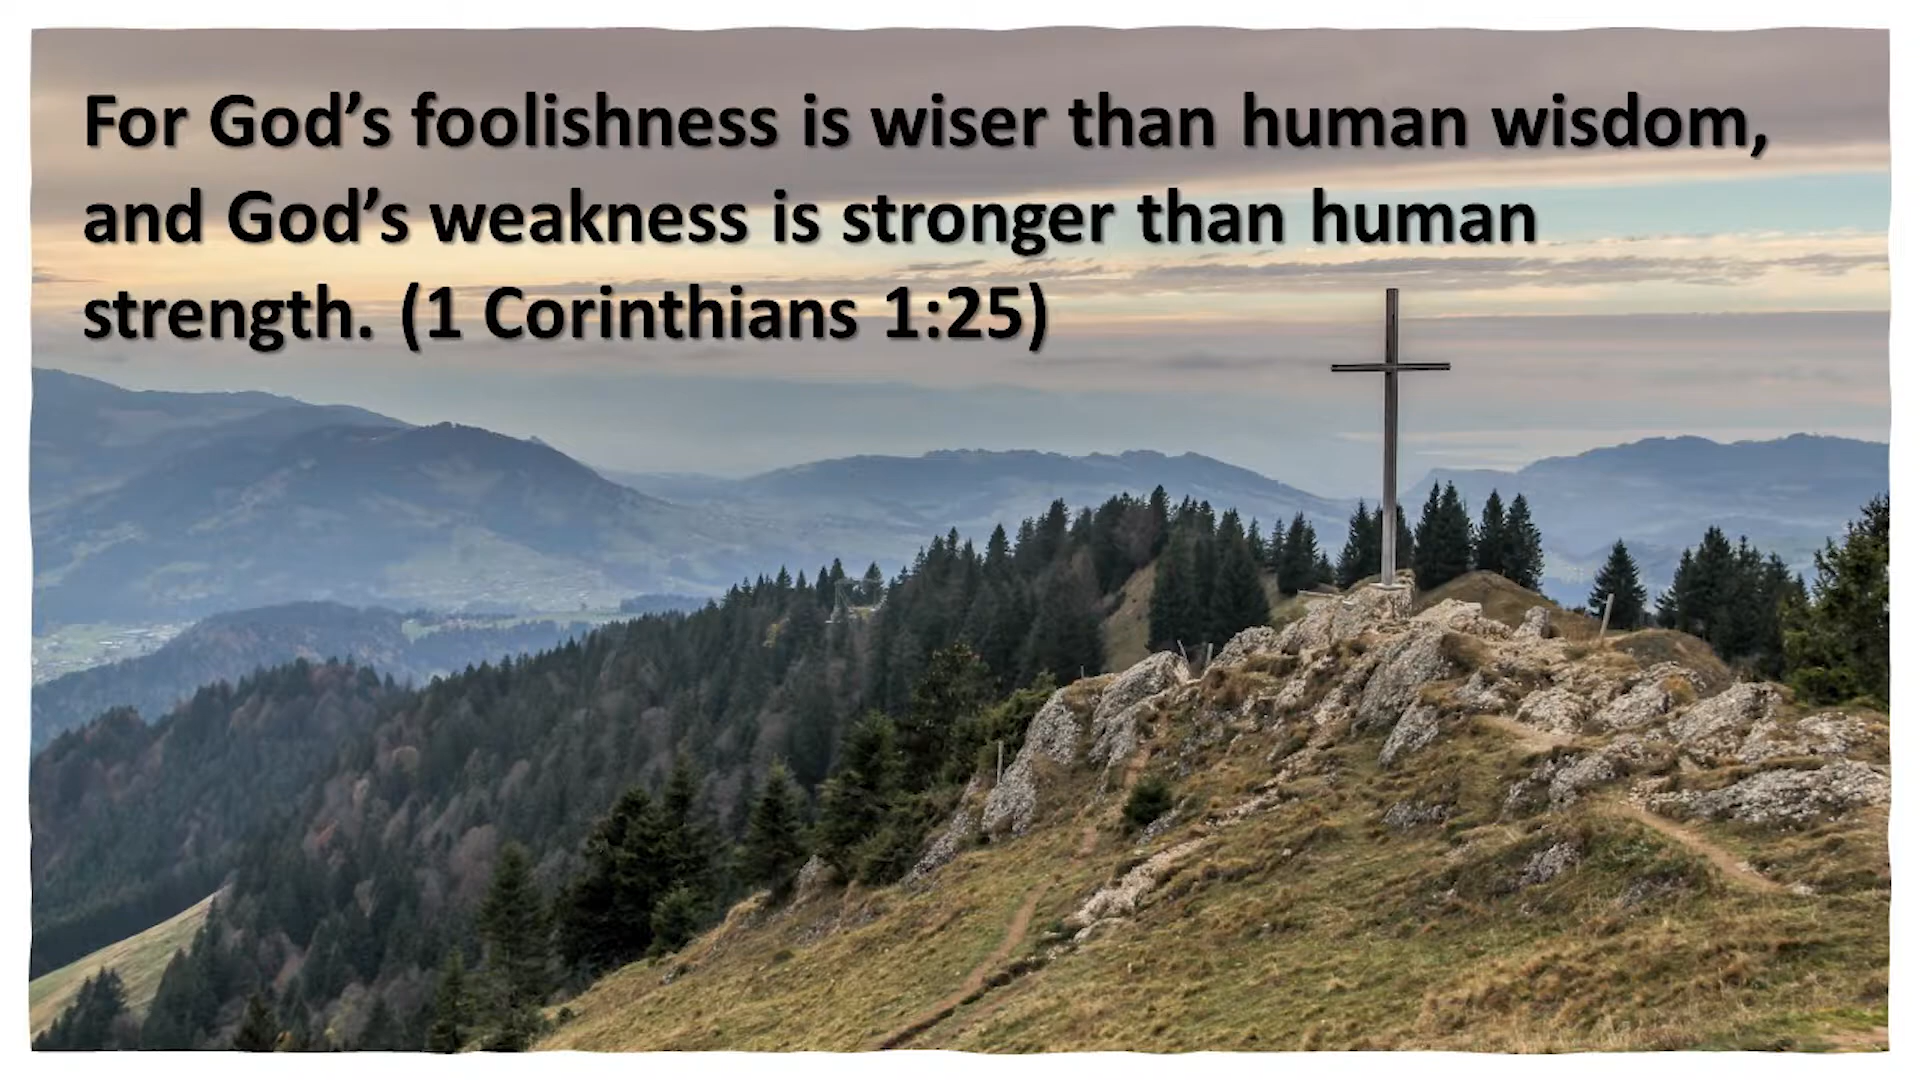 For God’s foolishness is wiser than human wisdom,
and God’s weakness is stronger than human
strength. (1 Corinthians 1:25)